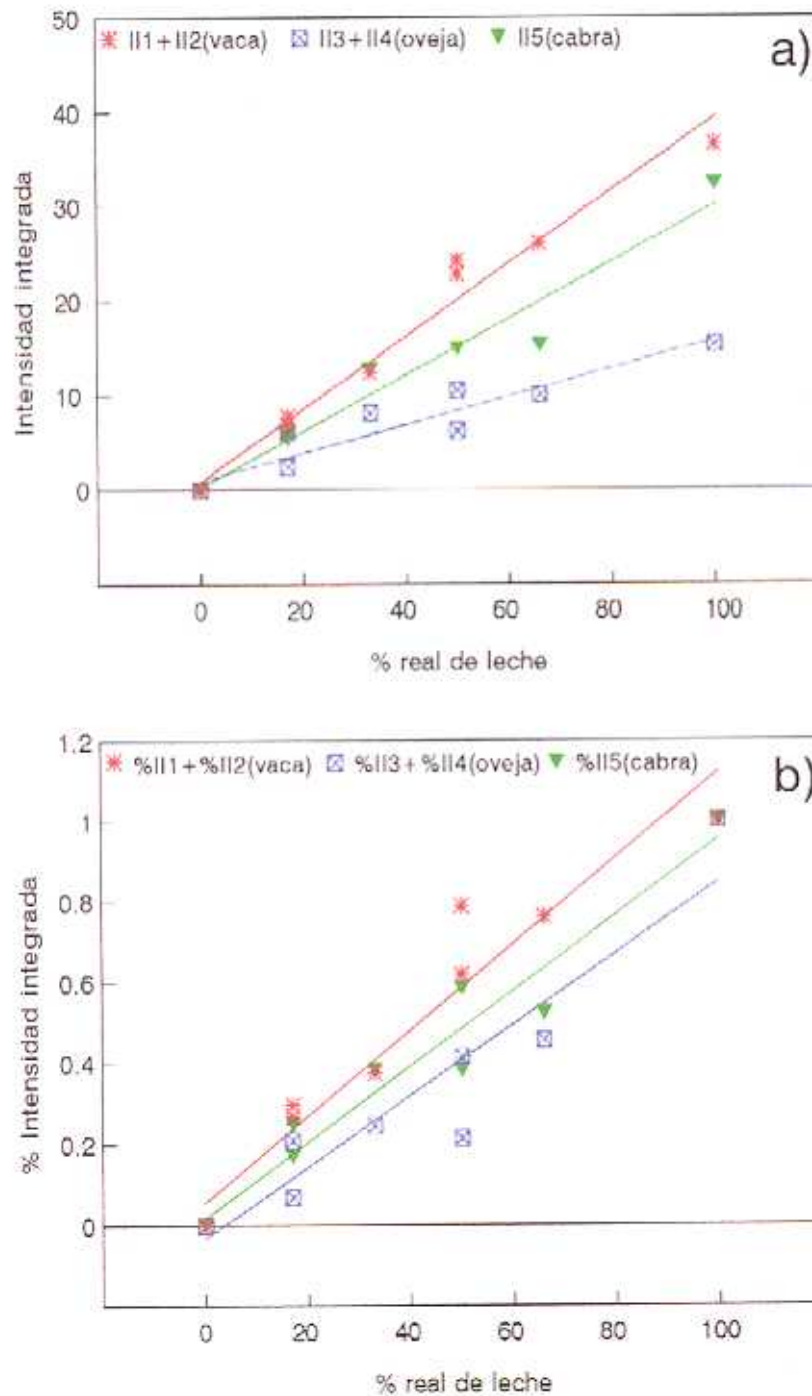 50
II1+II2(vaca) II3+II4(oveja) II5(cabra)
a)
40
30
20
10
0
Intensidad integrada
0 20 40 60 80 100
% real de leche
1.2
%II1+%II2(vaca) %II3+%II4(oveja) %II5(cabra)
b)
1
0.8
0.6
0.4
0.2
0
% Intensidad integrada
0 20 40 60 80 100
% real de leche